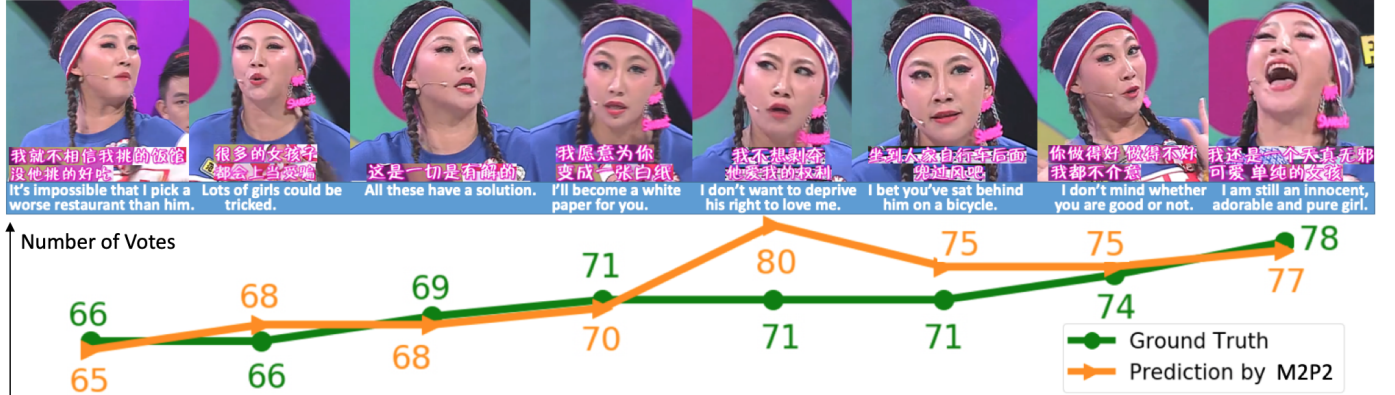 我就不相信我挑的饭馆
没他挑的好吃
It's impossible that I pick a
worse restaurant than him.
Sweet
很多的女孩子
都会上当受骗
Lots of girls could be
tricked.
这是一切是有解的
All these have a solution.
我愿意为你
变成一张白纸
I'll become a white
paper for you.
我不想剥夺
他爱我的权利
I don't want to deprive
his right to love me.
坐到人家自行车后面
兜过风吧
I bet you've sat behind
him on a bicycle.
你做得好 做得不好
我都不介意
I don't mind whether
you are good or not.
我还是一个天真无邪
可爱 单纯的女孩
I am still an innocent,
adorable and pure girl.
Number of Votes
66 68 69 71 80 75 75 78
65 66 68 70 71 71 74 77
Ground Truth
Prediction by M2P2